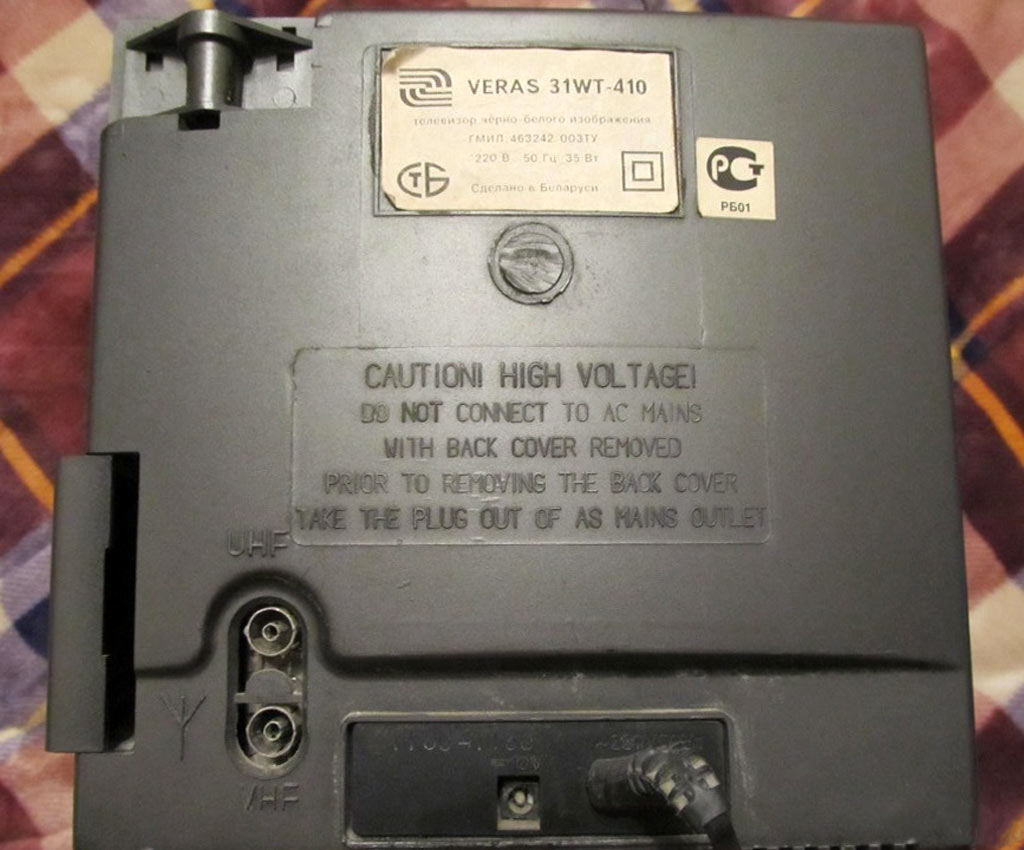 VERAS 31WT-410
телевизор чёрно-белого изображения
ГМИЛ 463242 003ТУ
220 В 50 Гц 35 Вт
СТБ
Сделано в Беларуси
РСТ
РБ01
CAUTION! HIGH VOLTAGE!
DO NOT CONNECT TO AC MAINS
WITH BACK COVER REMOVED
PRIOR TO REMOVING THE BACK COVER
TAKE THE PLUG OUT OF AS MAINS OUTLET
UHF
VHF